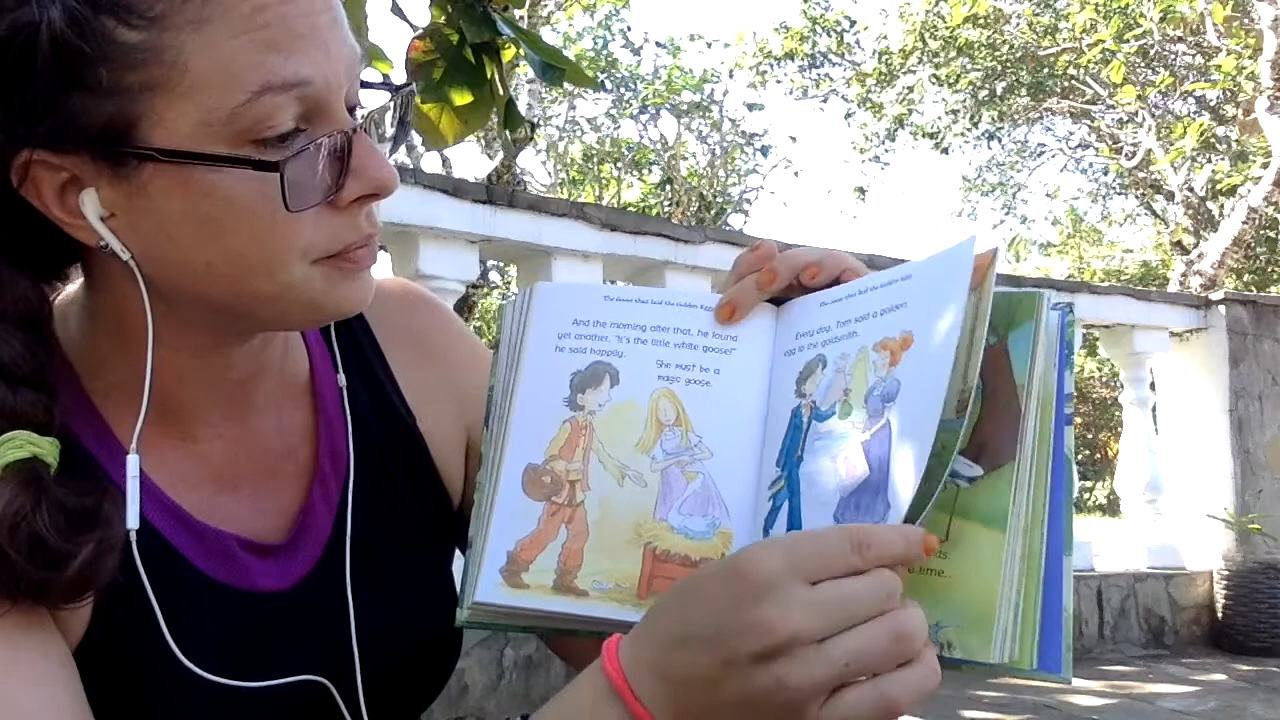 The Goose that laid the Golden Eggs
And the morning after that, he found
yet another. "It's the little white goose!"
he said happily.
She must be a
magic goose.
The Goose that laid the Golden Eggs
Every day, Tom sold a golden
egg to the goldsmith.
ds.
e time..